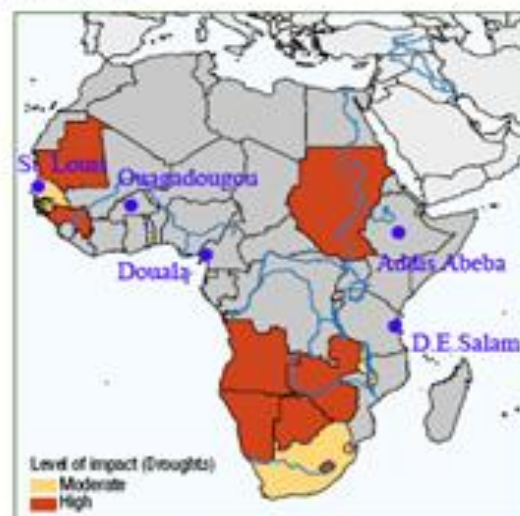 St. Louis
Ouagadougou
Douala
Addis Abeba
D.E.Salam
Level of impact (Droughts)
Moderate
High